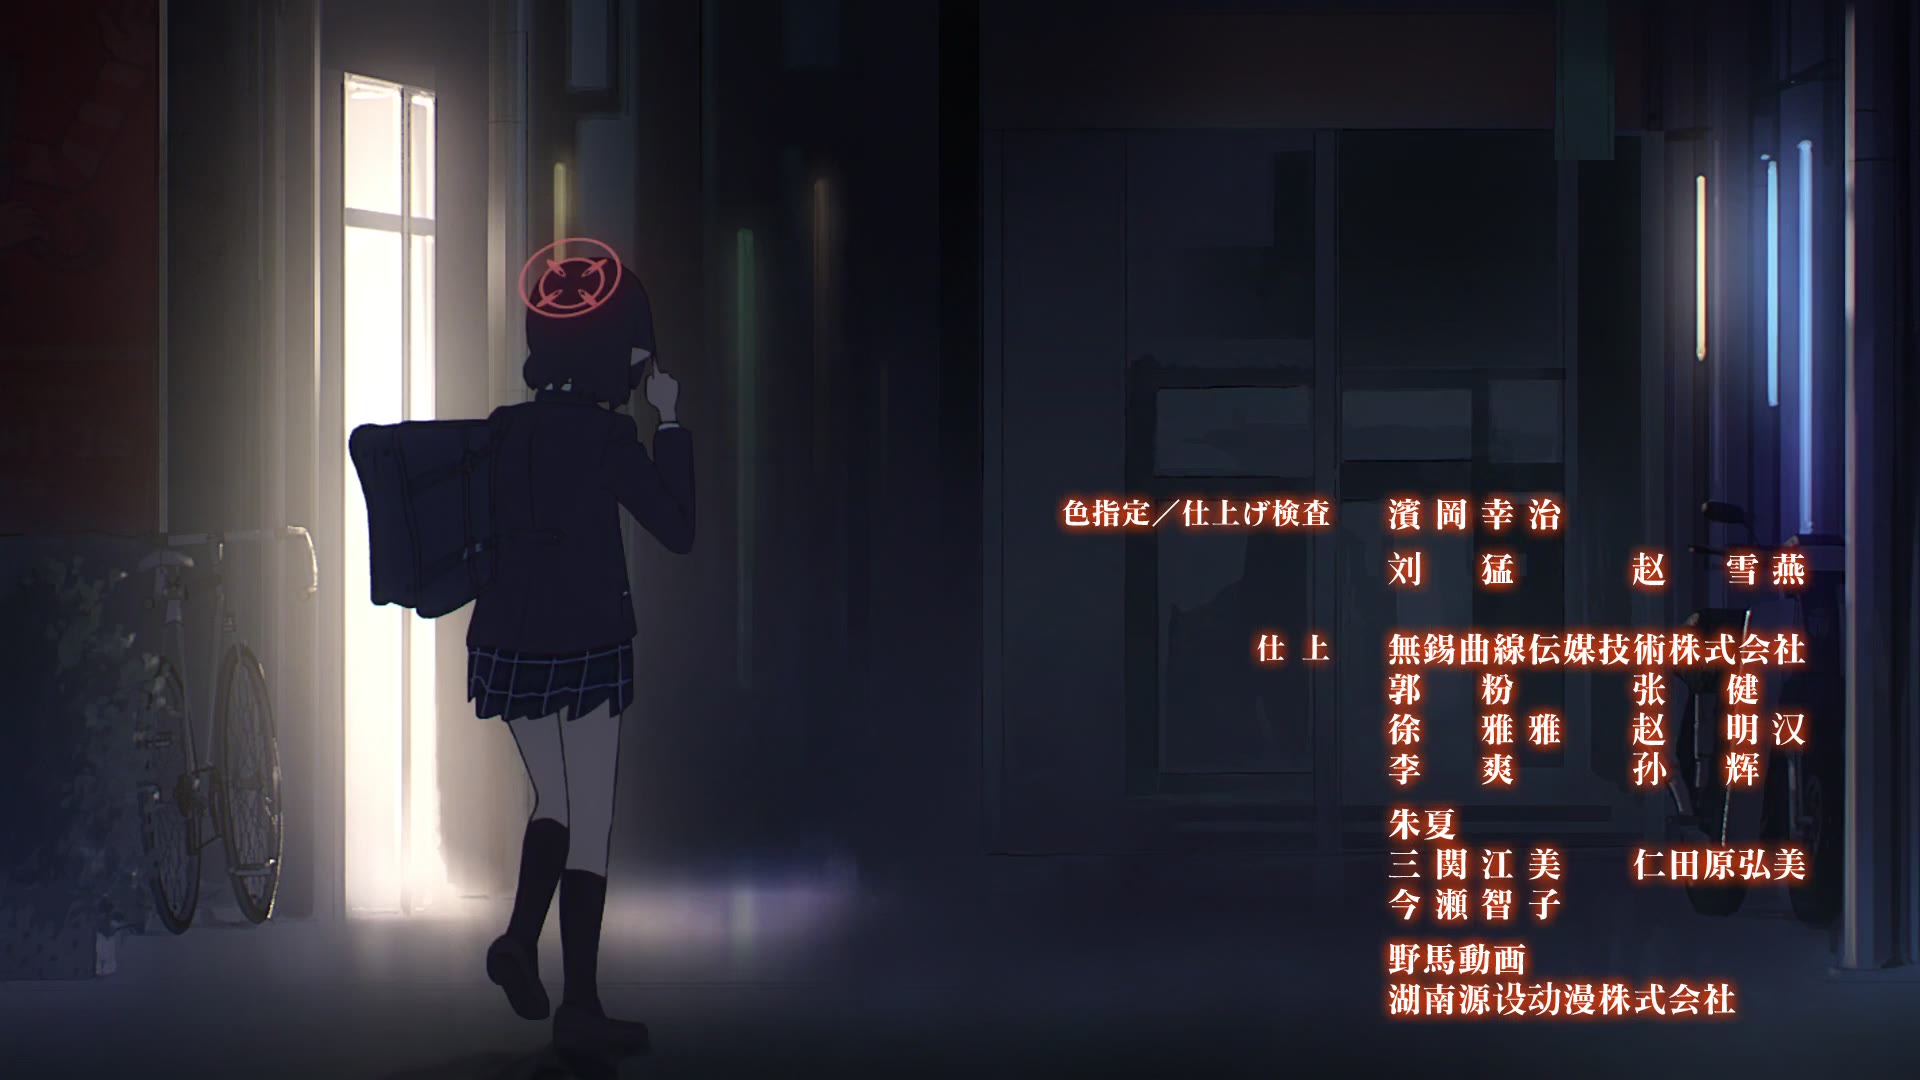 色指定／仕上げ検査 濱岡幸治
刘猛 赵雪燕
仕上 無錫曲線伝媒技術株式会社
郭粉 张健
徐雅雅 赵明汉
李爽 孙辉
朱夏
三関江美 仁田原弘美
今瀬智子
野馬動画
湖南源设动漫株式会社